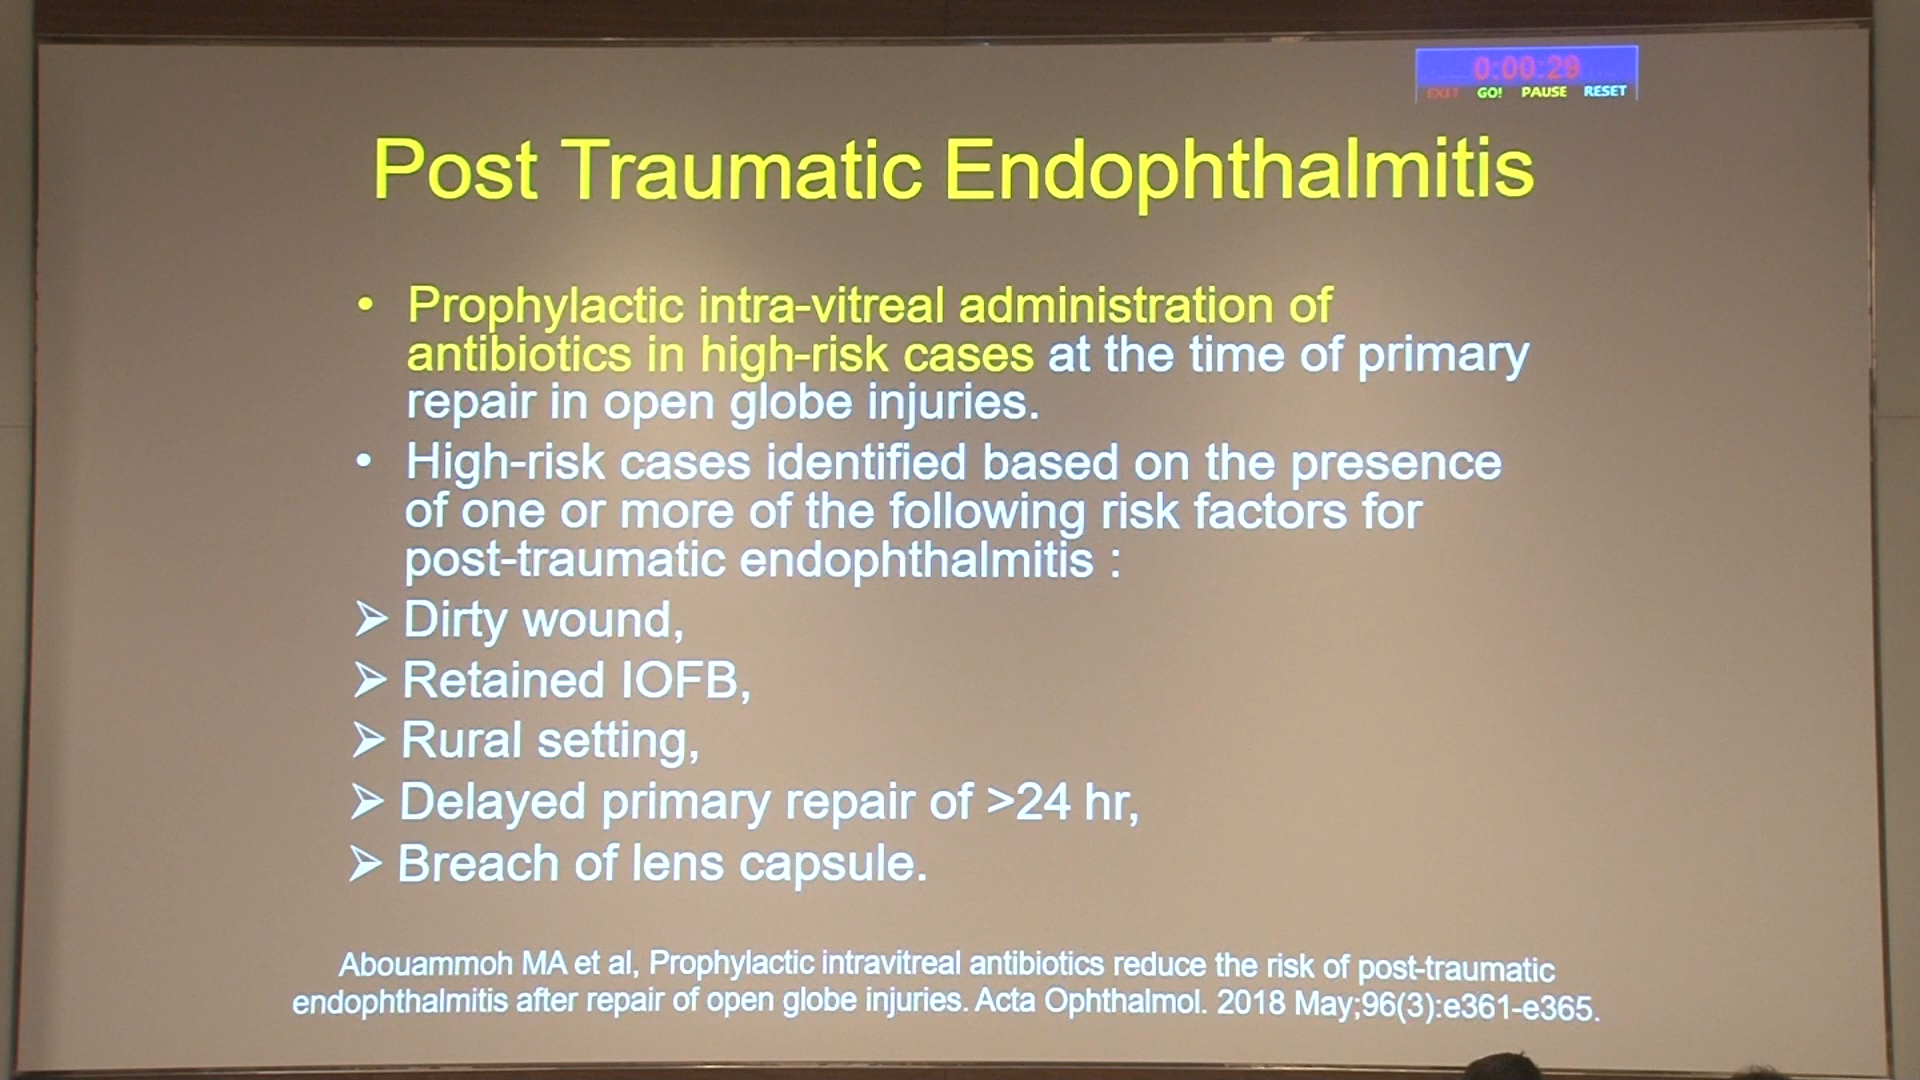 0:00:29
EXIT GO! PAUSE RESET
Post Traumatic Endophthalmitis
• Prophylactic intra-vitreal administration of
antibiotics in high-risk cases at the time of primary
repair in open globe injuries.
• High-risk cases identified based on the presence
of one or more of the following risk factors for
post-traumatic endophthalmitis :
➢ Dirty wound,
➢ Retained IOFB,
➢ Rural setting,
➢ Delayed primary repair of >24 hr,
➢ Breach of lens capsule.
Abouammoh MA et al, Prophylactic intravitreal antibiotics reduce the risk of post-traumatic
endophthalmitis after repair of open globe injuries. Acta Ophthalmol. 2018 May;96(3):e361-e365.